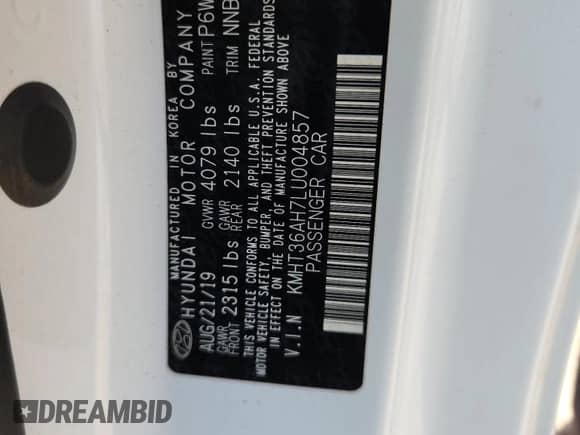 MANUFACTURED IN KOREA BY
HYUNDAI MOTOR COMPANY
AUG/21/19 GVWR 4079 lbs PAINT P6W
GAWR FRONT 2315 lbs GAWR REAR 2140 lbs TRIM NNB
THIS VEHICLE CONFORMS TO ALL APPLICABLE U.S.A. FEDERAL
MOTOR VEHICLE SAFETY, BUMPER, AND THEFT PREVENTION STANDARDS
IN EFFECT ON THE DATE OF MANUFACTURE SHOWN ABOVE
V.I.N KMHT36AH7LU004857
PASSENGER CAR
DREAMBID